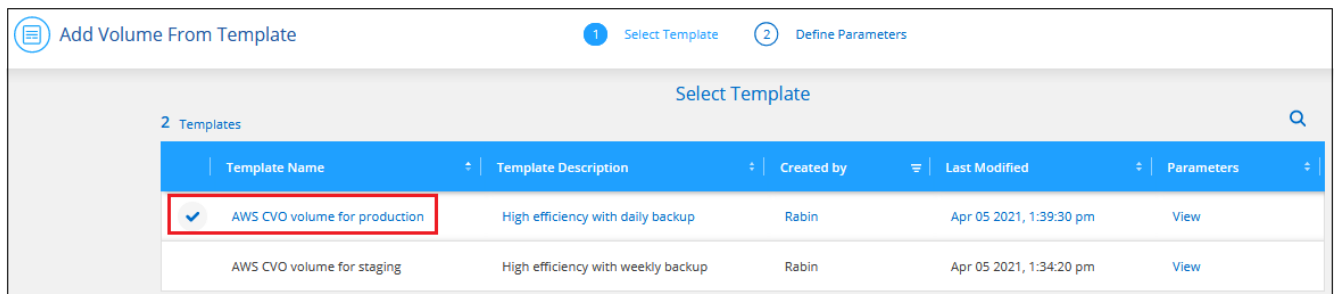 Add Volume From Template
1 Select Template 2 Define Parameters
Select Template
2 Templates
Template Name Template Description Created by Last Modified Parameters
AWS CVO volume for production High efficiency with daily backup Rabin Apr 05 2021, 1:39:30 pm View
AWS CVO volume for staging High efficiency with weekly backup Rabin Apr 05 2021, 1:34:20 pm View